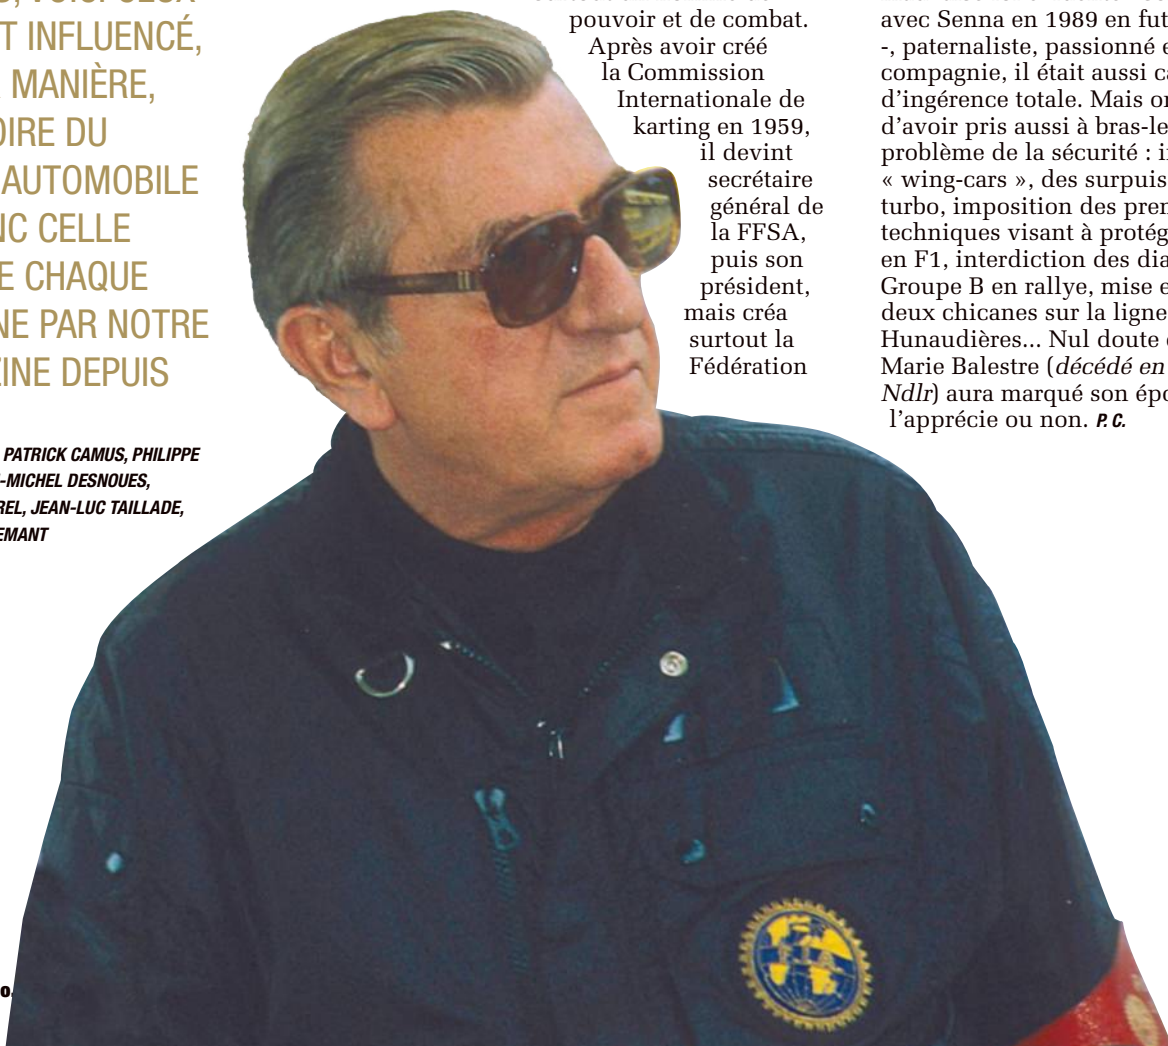 T INFLUENCÉ,
MANIÈRE,
OIRE DU
AUTOMOBILE
NC CELLE
E CHAQUE
NE PAR NOTRE
ZINE DEPUIS
PATRICK CAMUS, PHILIPPE
-MICHEL DESNOUES,
REL, JEAN-LUC TAILLADE,
EMANT
o.
pouvoir et de combat.
Après avoir créé
la Commission
Internationale de
karting en 1959,
il devint
secrétaire
général de
la FFSA,
puis son
président,
mais créa
surtout la
Fédération
avec Senna en 1989 en fut
-, paternaliste, passionné e
compagnie, il était aussi ca
d'ingérence totale. Mais on
d'avoir pris aussi à bras-le
problème de la sécurité : in
« wing-cars », des surpuis
turbo, imposition des pren
techniques visant à protég
en F1, interdiction des dia
Groupe B en rallye, mise e
deux chicanes sur la ligne
Hunaudières... Nul doute
Marie Balestre (décédé en
Ndlr) aura marqué son épo
l'apprécie ou non. P. C.
FIA